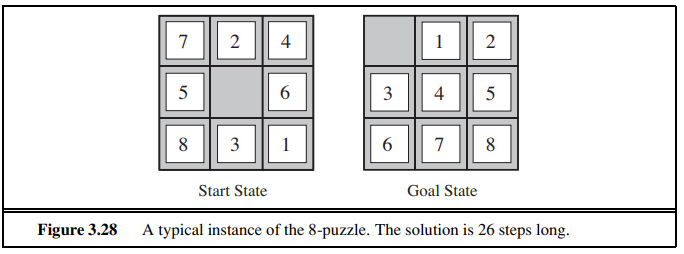 7 2 4 1 2
5 6 3 4 5
8 3 1 6 7 8
Start State Goal State
Figure 3.28 A typical instance of the 8-puzzle. The solution is 26 steps long.